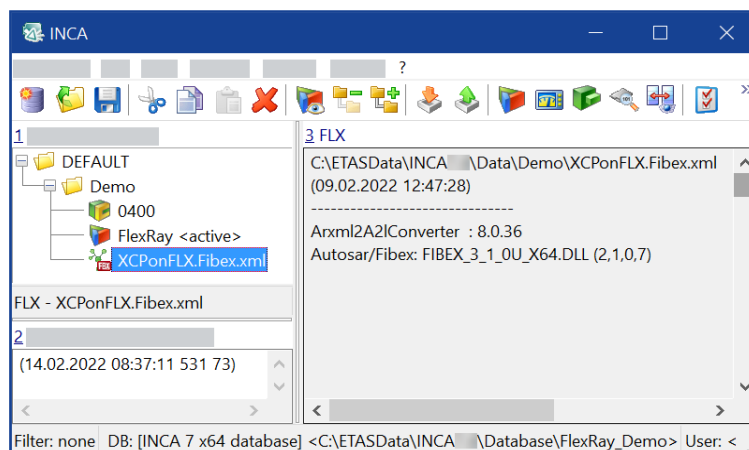 INCA
?
»
1
DEFAULT
Demo
0400
FlexRay <active>
XCPonFLX.Fibex.xml
FLX - XCPonFLX.Fibex.xml
2
(14.02.2022 08:37:11 531 73)
3 FLX
C:\ETASData\INCA \Data\Demo\XCPonFLX.Fibex.xml
(09.02.2022 12:47:28)
------------------------------
Arxml2A2lConverter : 8.0.36
Autosar/Fibex: FIBEX_3_1_0U_X64.DLL (2,1,0,7)
Filter: none DB: [INCA 7 x64 database] <C:\ETASData\INCA \Database\FlexRay_Demo> User: <